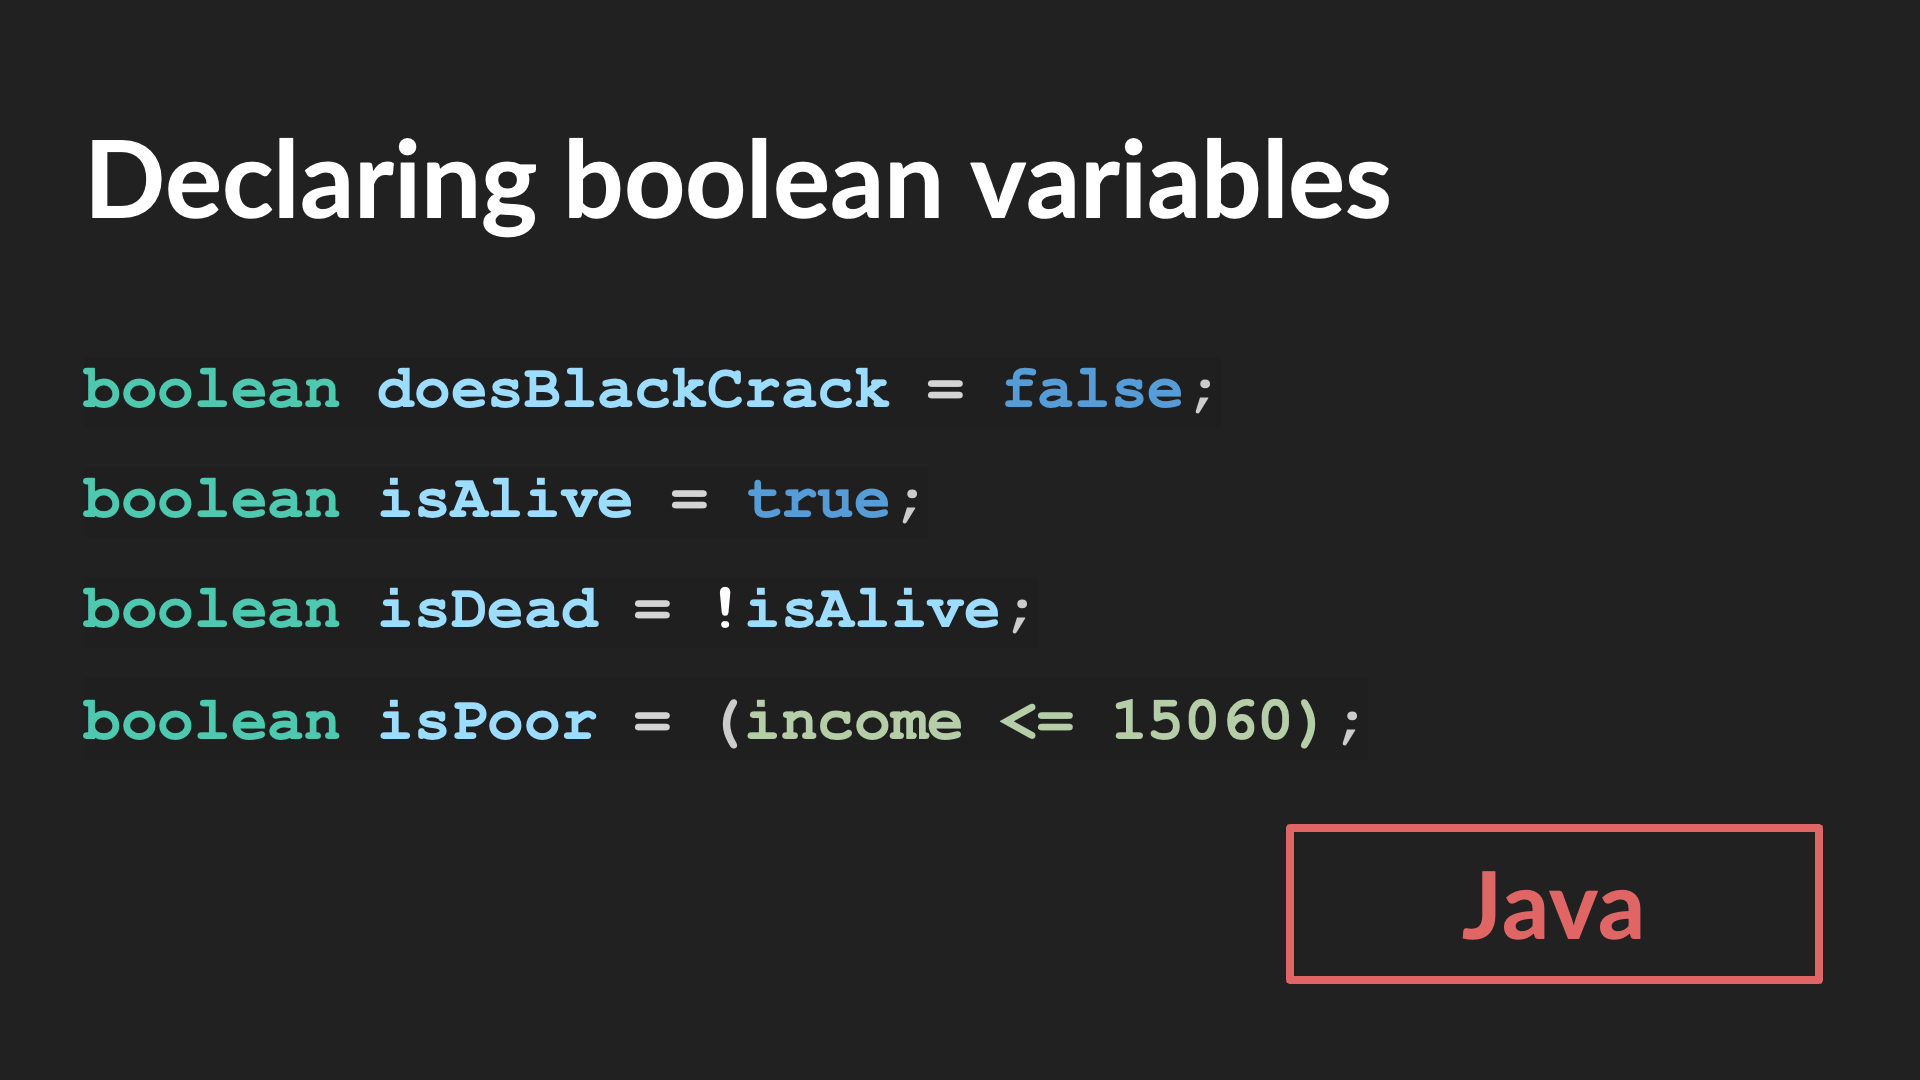 Declaring boolean variables
boolean doesBlackCrack = false;
boolean isAlive = true;
boolean isDead = !isAlive;
boolean isPoor = (income <= 15060);
Java